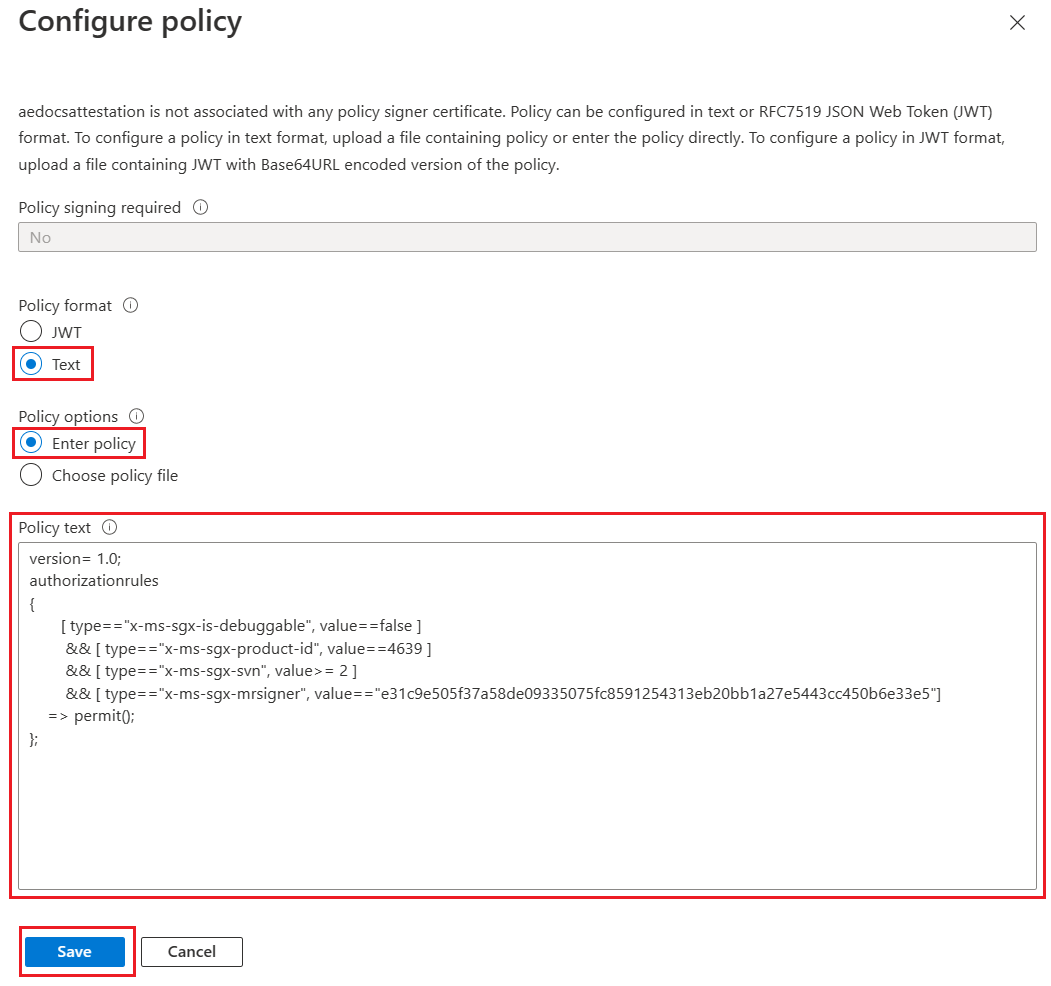 Configure policy
aedocsattestation is not associated with any policy signer certificate. Policy can be configured in text or RFC7519 JSON Web Token (JWT)
format. To configure a policy in text format, upload a file containing policy or enter the policy directly. To configure a policy in JWT format,
upload a file containing JWT with Base64URL encoded version of the policy.
Policy signing required
No
Policy format
JWT
Text
Policy options
Enter policy
Choose policy file
Policy text
version= 1.0;
authorizationrules
{
[ type=="x-ms-sgx-is-debuggable", value==false ]
&& [ type=="x-ms-sgx-product-id", value==4639 ]
&& [ type=="x-ms-sgx-svn", value>= 2 ]
&& [ type=="x-ms-sgx-mrsigner", value=="e31c9e505f37a58de09335075fc8591254313eb20bb1a27e5443cc450b6e33e5"]
=> permit();
};
Save
Cancel